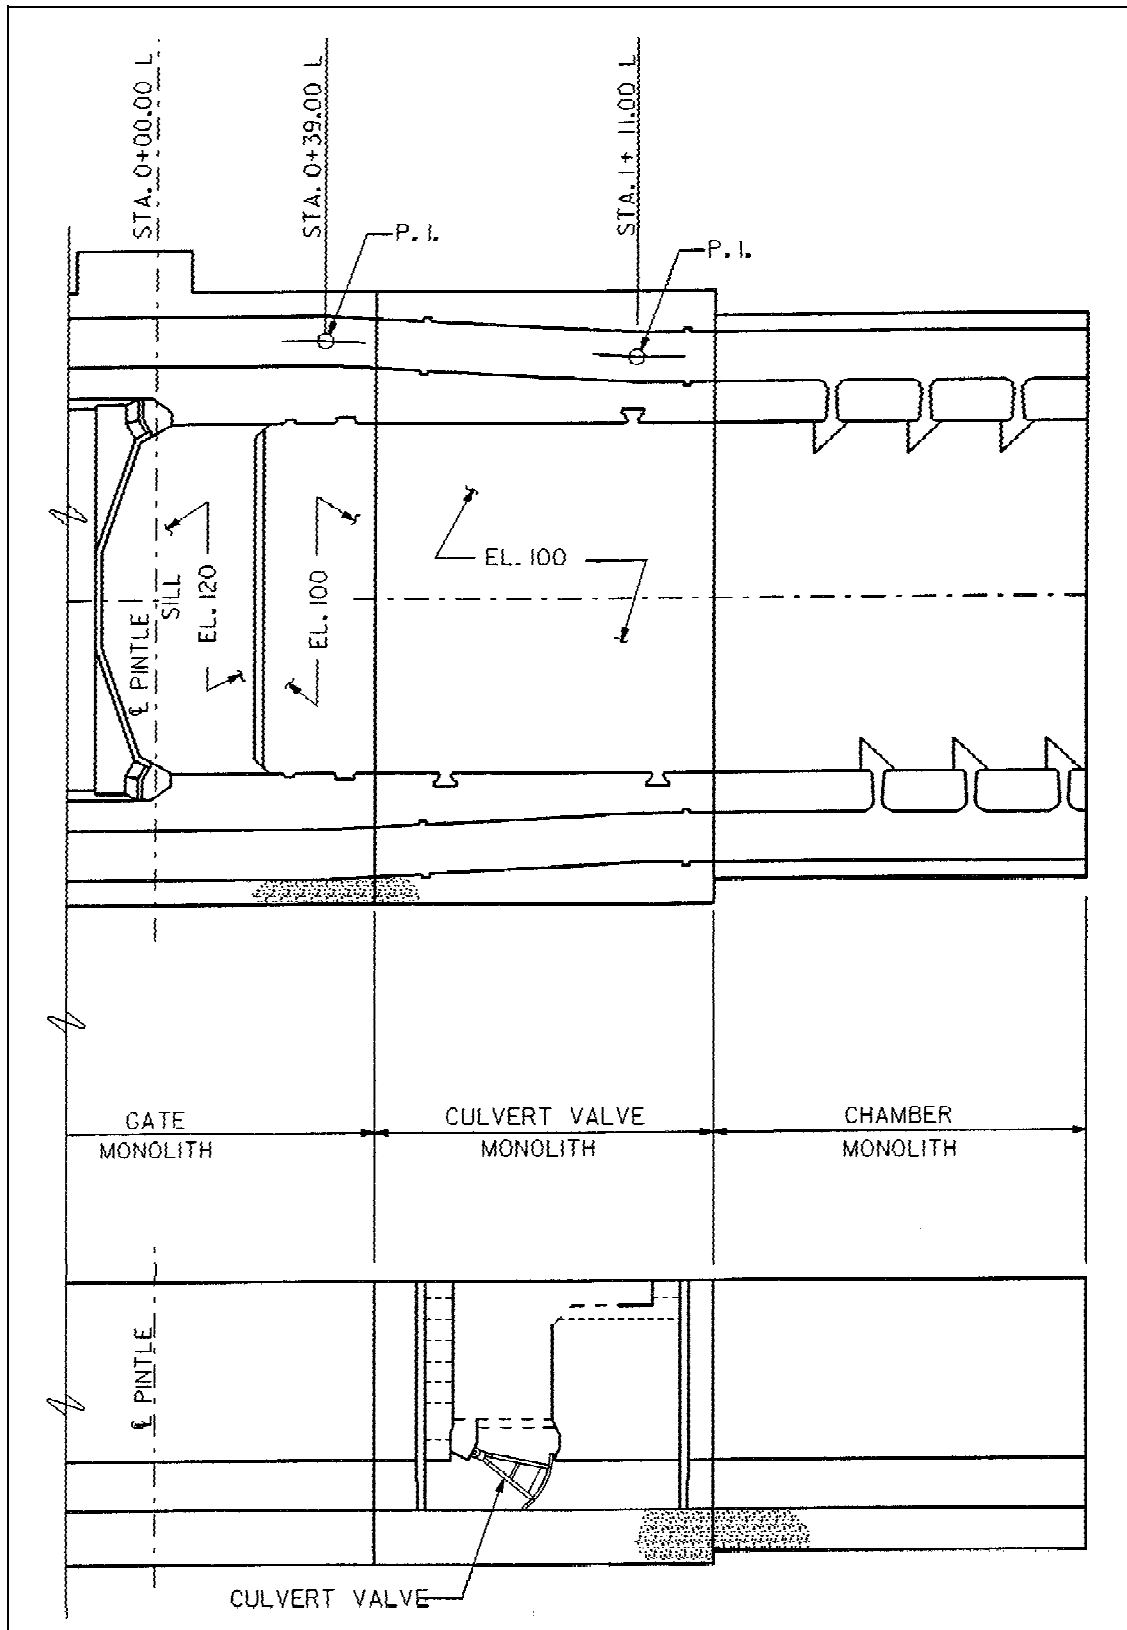 STA. 0+00.00 L
STA. 0+39.00 L
STA. 1+ 11.00 L
P. I.
P. I.
EL. 100
SILL
EL. 120
EL. 100
℄ PINTLE
GATE
MONOLITH
CULVERT VALVE
MONOLITH
CHAMBER
MONOLITH
℄ PINTLE
CULVERT VALVE